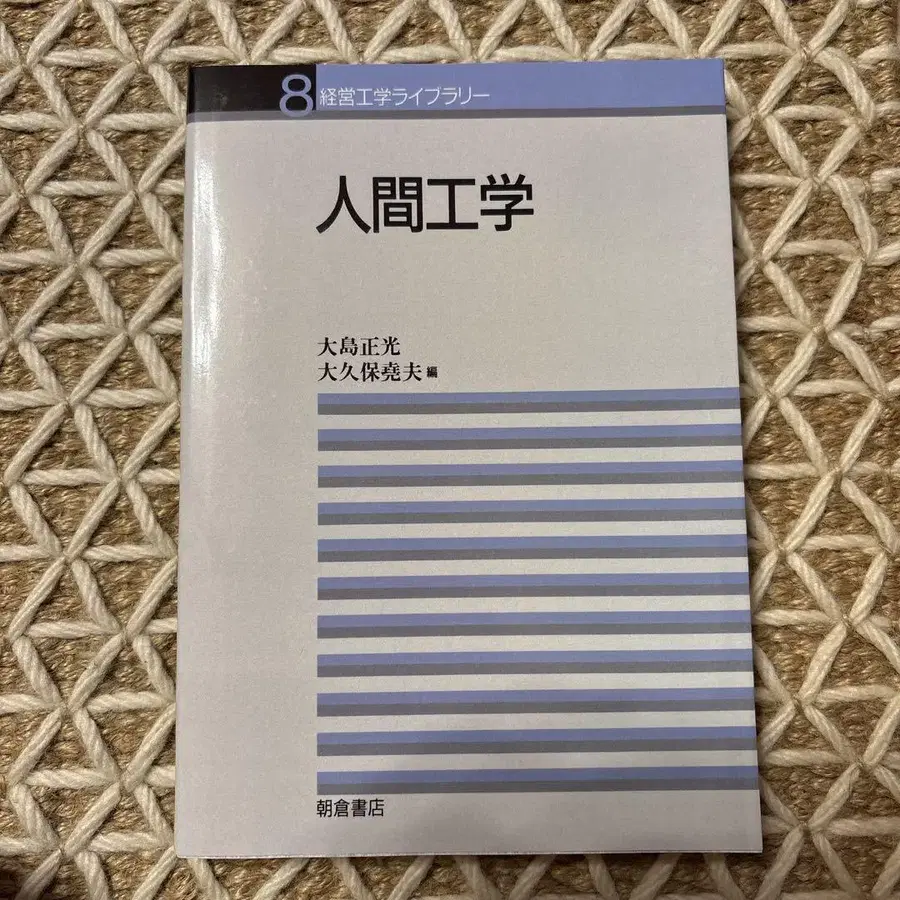 8 経営工学ライブラリー
人間工学
大島正光
大久保堯夫 編
朝倉書店